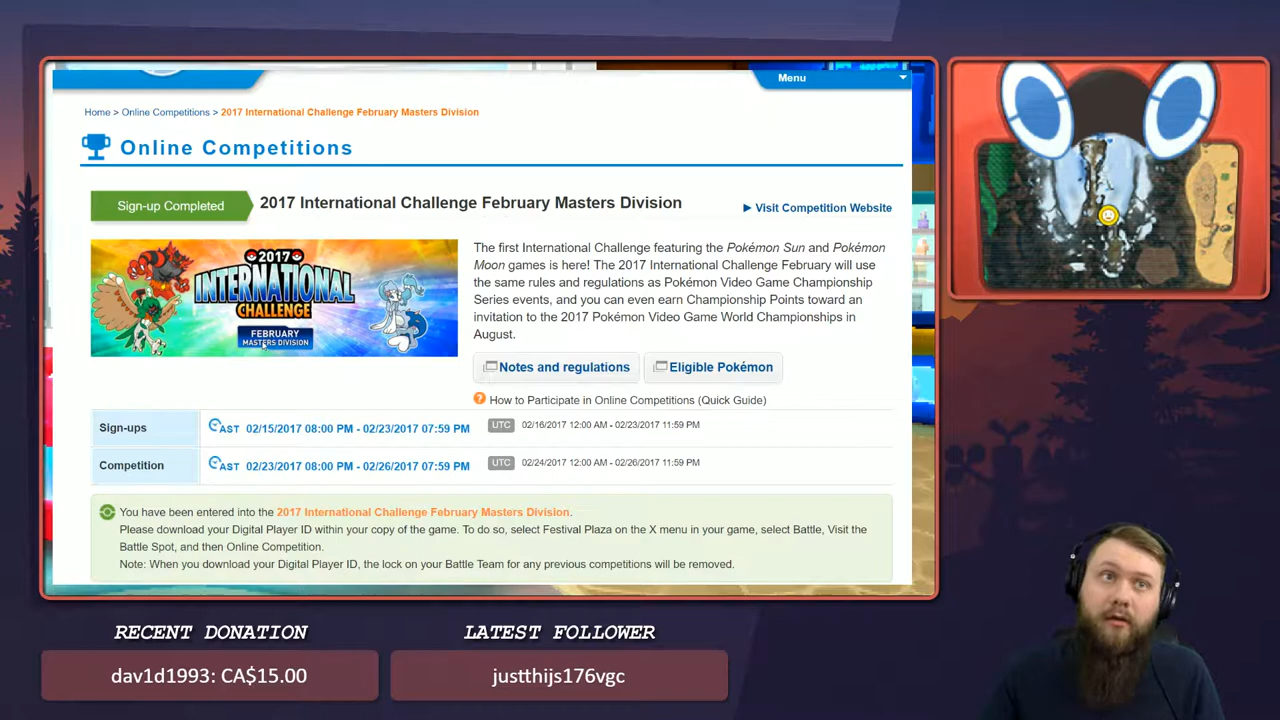 Menu
Home > Online Competitions > 2017 International Challenge February Masters Division
Online Competitions
Sign-up Completed
2017 International Challenge February Masters Division
Visit Competition Website
2017
INTERNATIONAL
CHALLENGE
FEBRUARY
MASTERS DIVISION
The first International Challenge featuring the Pokémon Sun and Pokémon
Moon games is here! The 2017 International Challenge February will use
the same rules and regulations as Pokémon Video Game Championship
Series events, and you can even earn Championship Points toward an
invitation to the 2017 Pokémon Video Game World Championships in
August.
Notes and regulations
Eligible Pokémon
? How to Participate in Online Competitions (Quick Guide)
Sign-ups
AST 02/15/2017 08:00 PM - 02/23/2017 07:59 PM
UTC 02/16/2017 12:00 AM - 02/23/2017 11:59 PM
Competition
AST 02/23/2017 08:00 PM - 02/26/2017 07:59 PM
UTC 02/24/2017 12:00 AM - 02/26/2017 11:59 PM
You have been entered into the 2017 International Challenge February Masters Division.
Please download your Digital Player ID within your copy of the game. To do so, select Festival Plaza on the X menu in your game, select Battle, Visit the
Battle Spot, and then Online Competition.
Note: When you download your Digital Player ID, the lock on your Battle Team for any previous competitions will be removed.
RECENT DONATION
dav1d1993: CA$15.00
LATEST FOLLOWER
justthijs176vgc